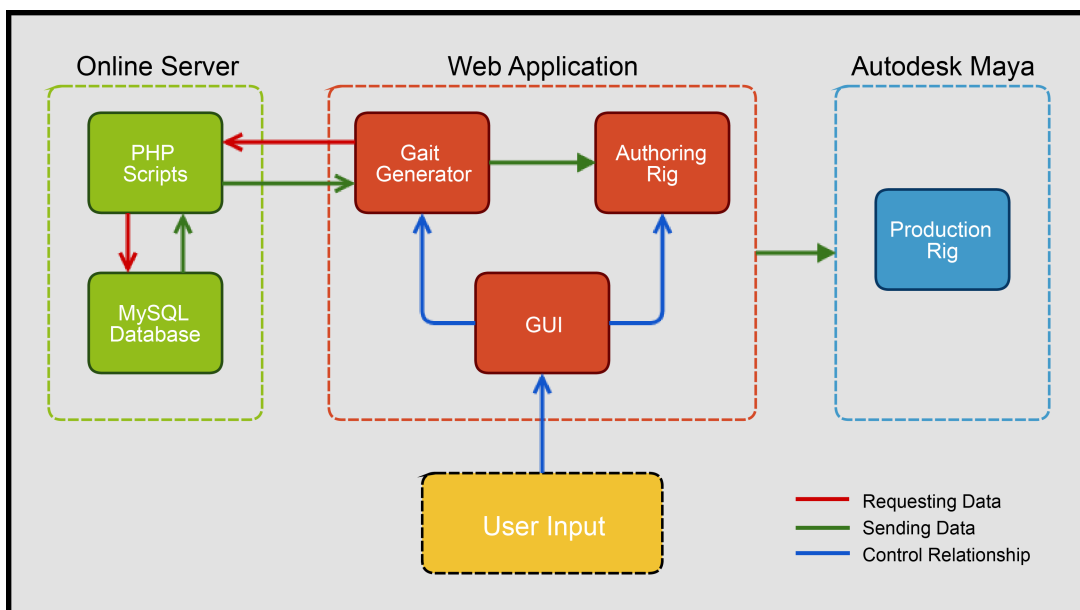 Online Server
Web Application
Autodesk Maya
PHP
Scripts
Gait
Generator
Authoring
Rig
Production
Rig
MySQL
Database
GUI
User Input
Requesting Data
Sending Data
Control Relationship